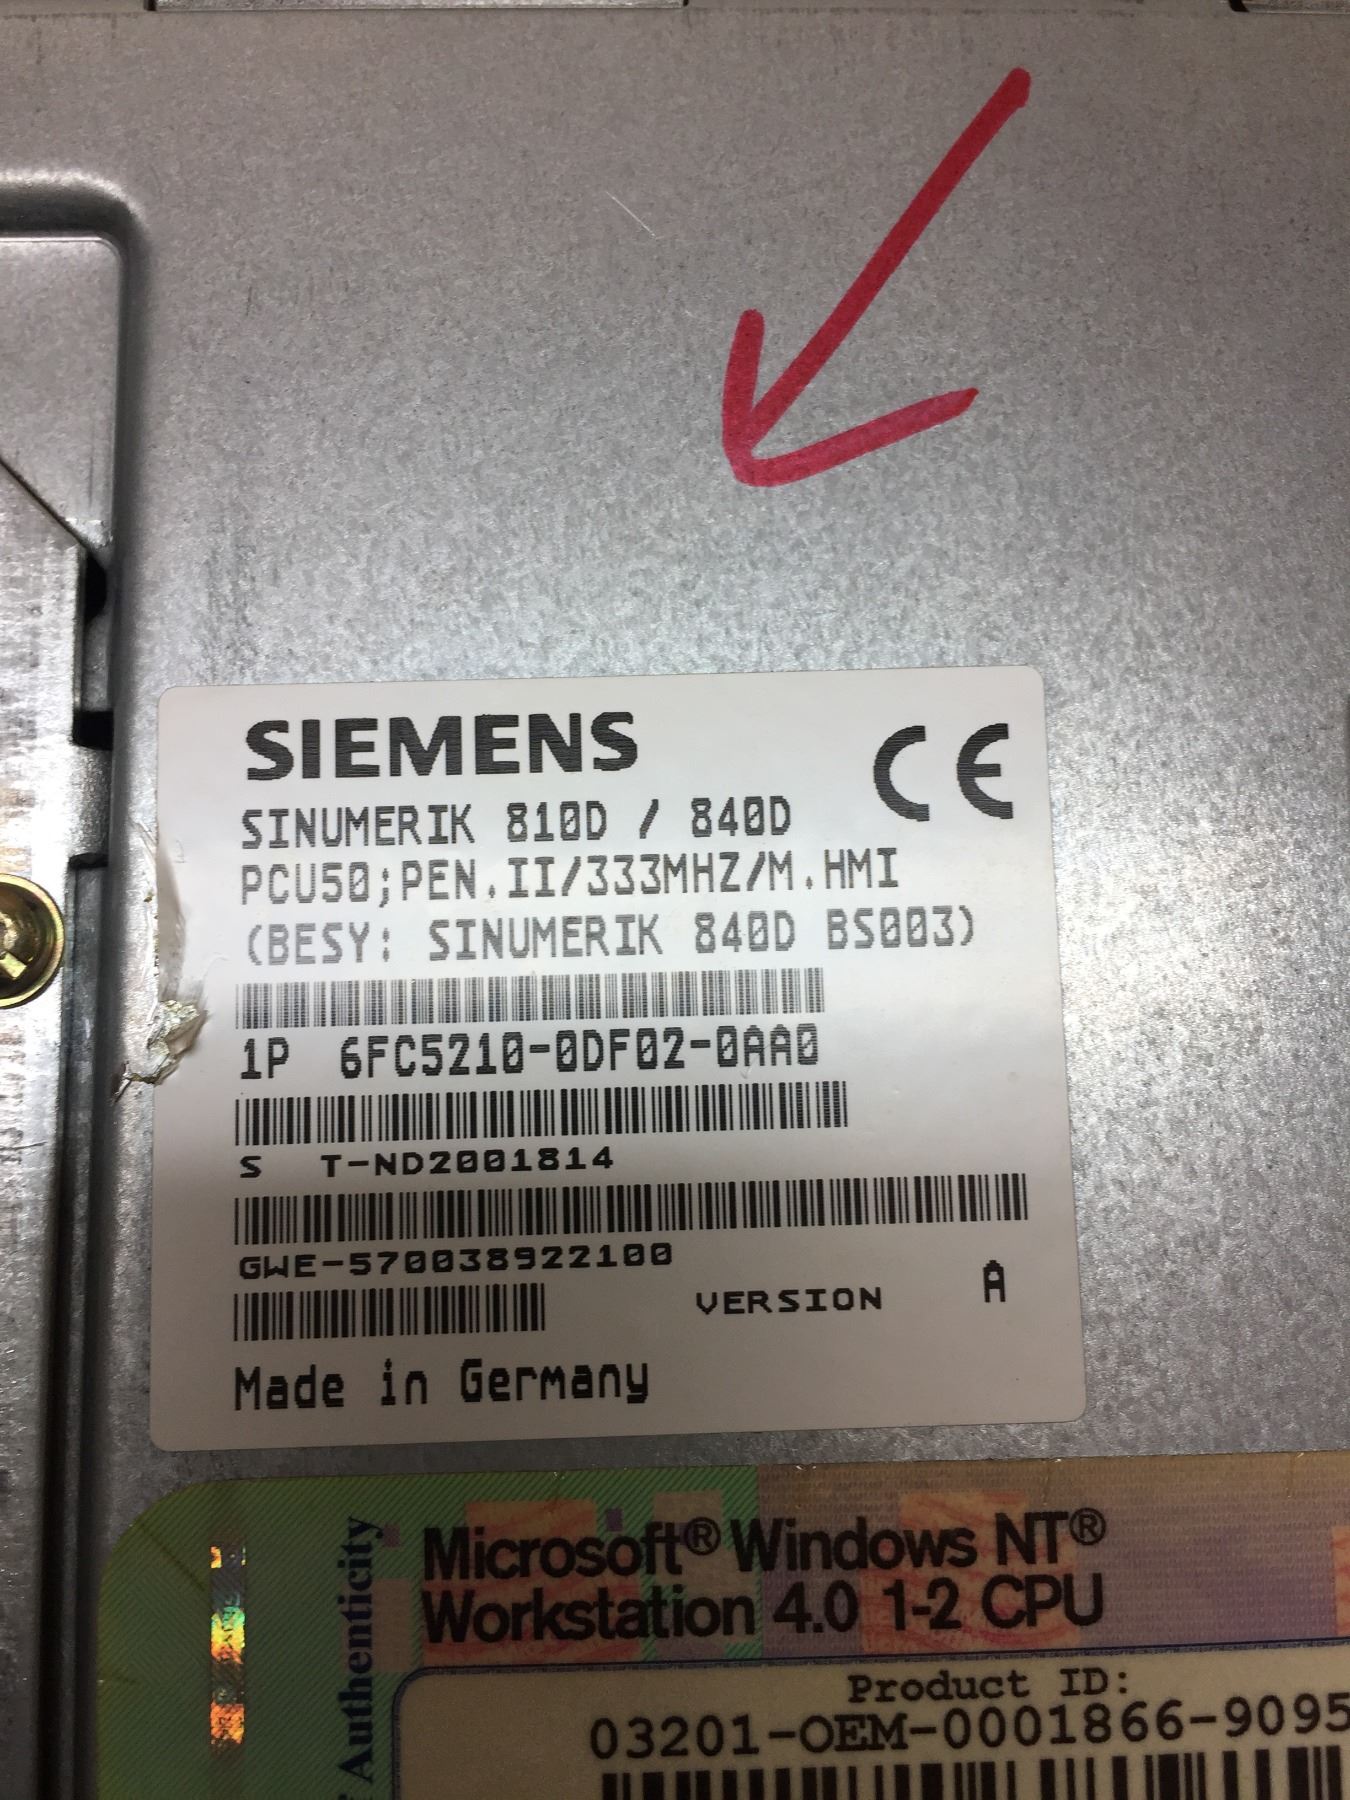 SIEMENS
CE
SINUMERIK 810D / 840D
PCU50;PEN.II/333MHZ/M.HMI
(BESY: SINUMERIK 840D BS003)
1P 6FC5210-0DF02-0AA0
S T-ND2001814
GWE-570038922100
VERSION A
Made in Germany
Authenticity
Microsoft® Windows NT®
Workstation 4.0 1-2 CPU
Product ID:
03201-OEM-0001866-9095